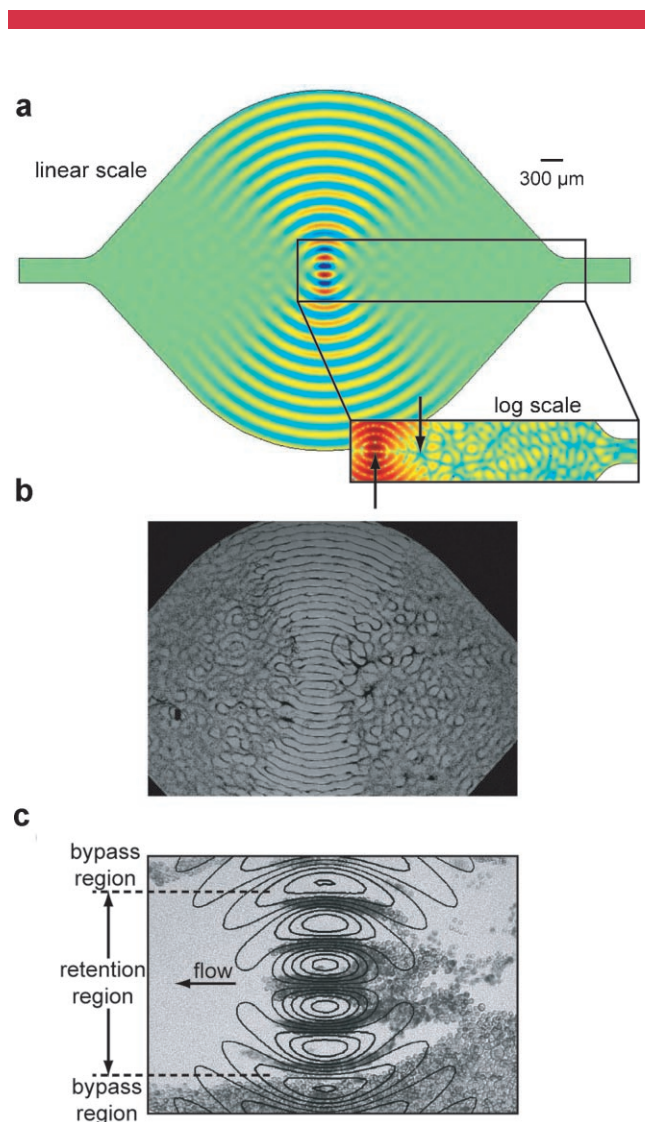 a
linear scale
300 μm
log scale
b
c
bypass
region
flow
retention
region
bypass
region